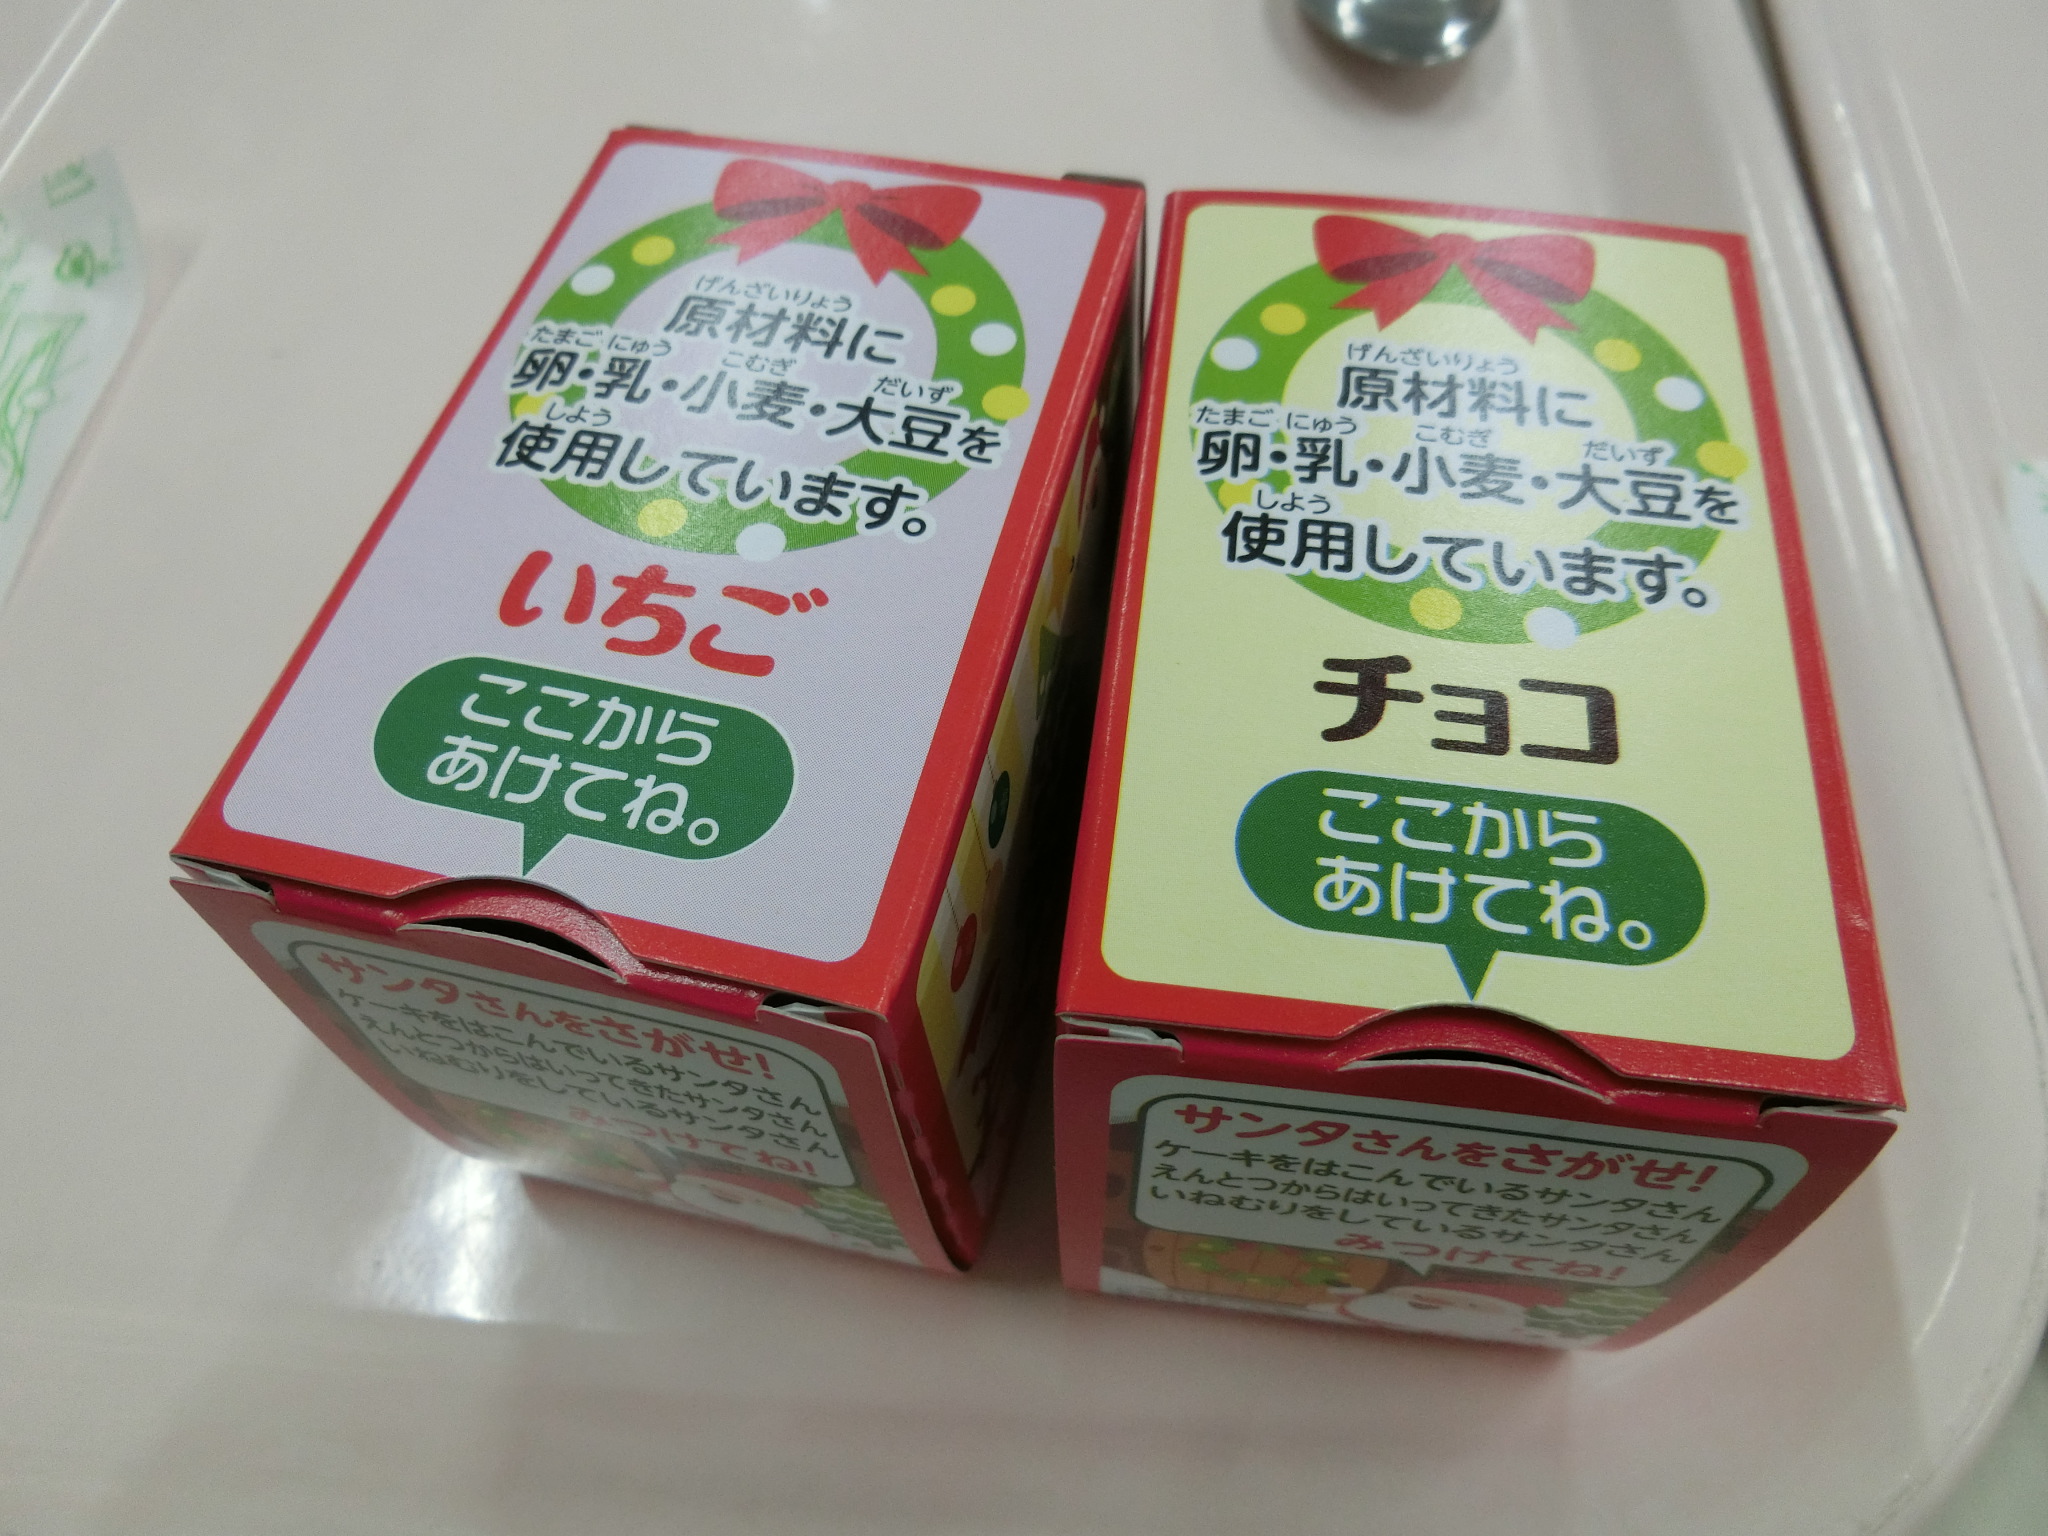 げんざいりょう
原材料に
たまご にゅう こむぎ だいず
卵・乳・小麦・大豆を
しよう
使用しています。
いちご
ここから
あけてね。
サンタさんをさがせ!
ケーキをはこんでいるサンタさん
えんとつからはいってきたサンタさん
いねむりをしているサンタさん
みつけてね!
げんざいりょう
原材料に
たまご にゅう こむぎ だいず
卵・乳・小麦・大豆を
しよう
使用しています。
チョコ
ここから
あけてね。
サンタさんをさがせ!
ケーキをはこんでいるサンタさん
えんとつからはいってきたサンタさん
いねむりをしているサンタさん
みつけてね!